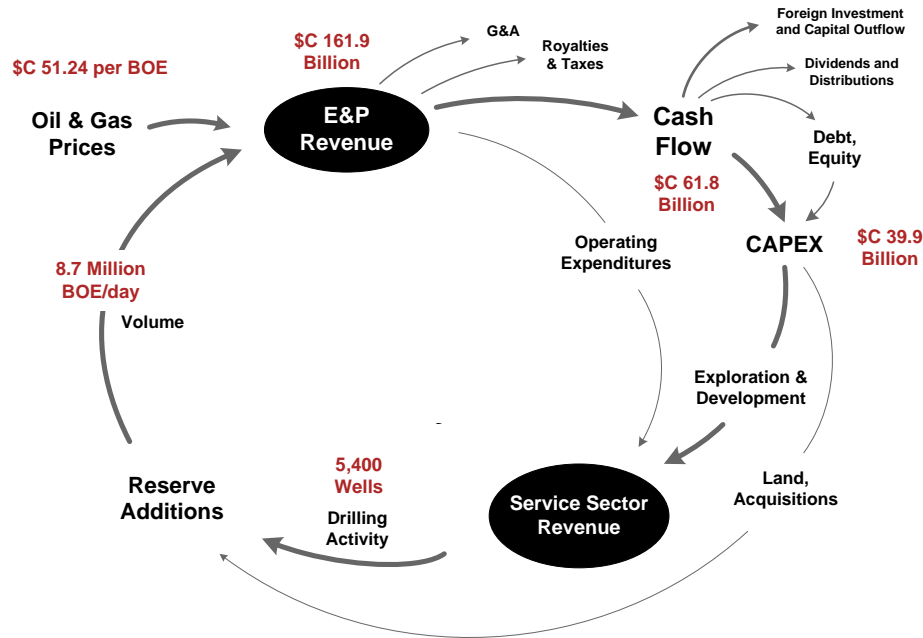 Foreign Investment
and Capital Outflow
G&A
$C 161.9
Billion
Royalties
& Taxes
$C 51.24 per BOE
Dividends and
Distributions
E&P
Revenue
Oil & Gas
Prices
Cash
Flow
Debt,
Equity
$C 61.8
Billion
CAPEX
$C 39.9
Billion
Operating
Expenditures
8.7 Million
BOE/day
Volume
Exploration &
Development
5,400
Wells
Reserve
Additions
Drilling
Activity
Service Sector
Revenue
Land,
Acquisitions